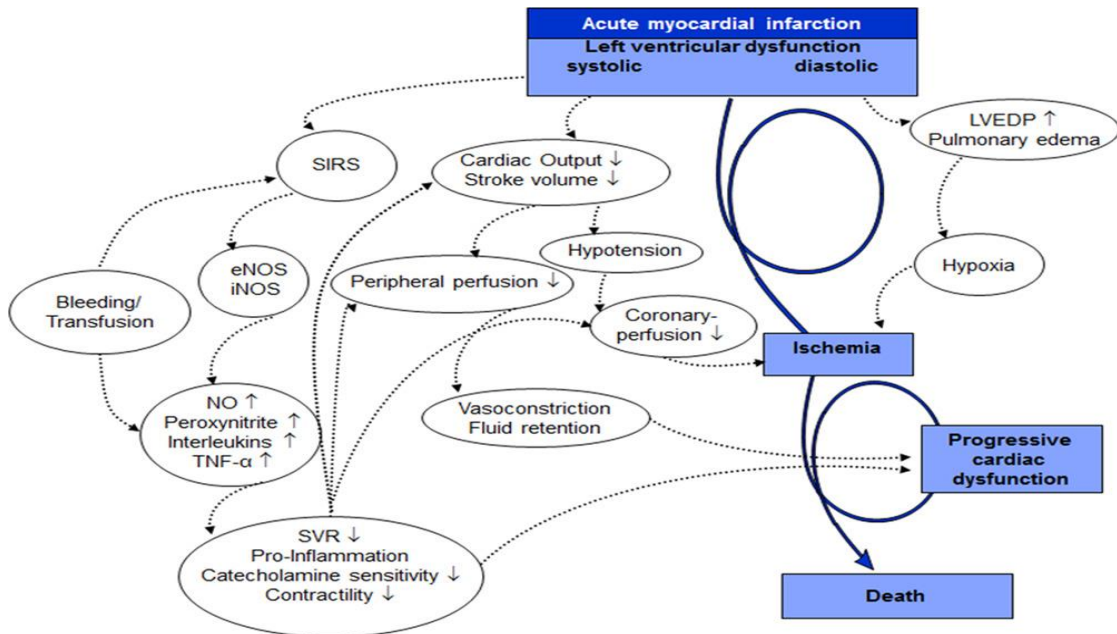 Acute myocardial infarction
Left ventricular dysfunction
systolic diastolic
LVEDP ↑
Pulmonary edema
SIRS
Cardiac Output ↓
Stroke volume ↓
Hypotension
Hypoxia
eNOS
iNOS
Peripheral perfusion ↓
Bleeding/
Transfusion
Coronary-
perfusion ↓
Ischemia
NO ↑
Peroxynitrite ↑
Interleukins ↑
TNF-α ↑
Vasoconstriction
Fluid retention
Progressive
cardiac
dysfunction
SVR ↓
Pro-Inflammation
Catecholamine sensitivity ↓
Contractility ↓
Death